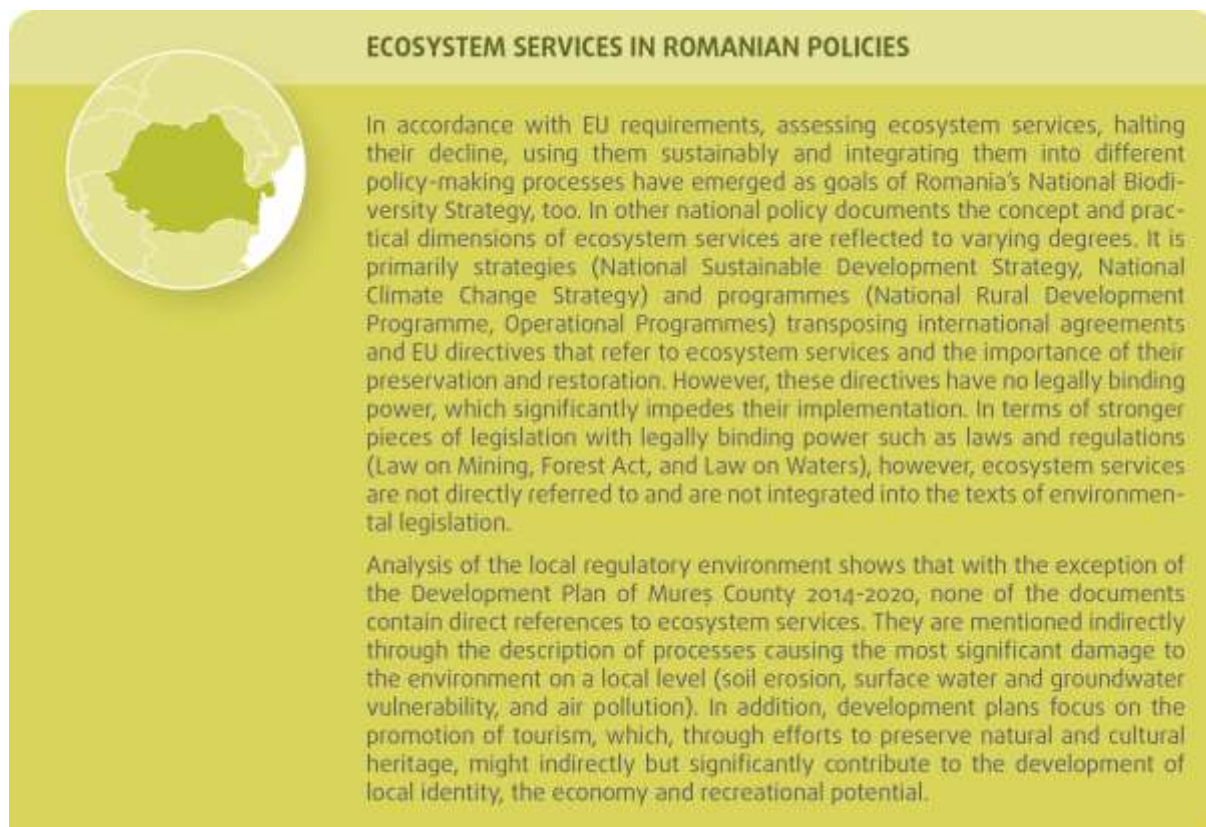 ECOSYSTEM SERVICES IN ROMANIAN POLICIES
In accordance with EU requirements, assessing ecosystem services, halting
their decline, using them sustainably and integrating them into different
policy-making processes have emerged as goals of Romania's National Biodi-
versity Strategy, too. In other national policy documents the concept and prac-
tical dimensions of ecosystem services are reflected to varying degrees. It is
primarily strategies (National Sustainable Development Strategy, National
Climate Change Strategy) and programmes (National Rural Development
Programme, Operational Programmes) transposing international agreements
and EU directives that refer to ecosystem services and the importance of their
preservation and restoration. However, these directives have no legally binding
power, which significantly impedes their implementation. In terms of stronger
pieces of legislation with legally binding power such as laws and regulations
(Law on Mining, Forest Act, and Law on Waters), however, ecosystem services
are not directly referred to and are not integrated into the texts of environmen-
tal legislation.
Analysis of the local regulatory environment shows that with the exception of
the Development Plan of Mureș County 2014-2020, none of the documents
contain direct references to ecosystem services. They are mentioned indirectly
through the description of processes causing the most significant damage to
the environment on a local level (soil erosion, surface water and groundwater
vulnerability, and air pollution). In addition, development plans focus on the
promotion of tourism, which, through efforts to preserve natural and cultural
heritage, might indirectly but significantly contribute to the development of
local identity, the economy and recreational potential.